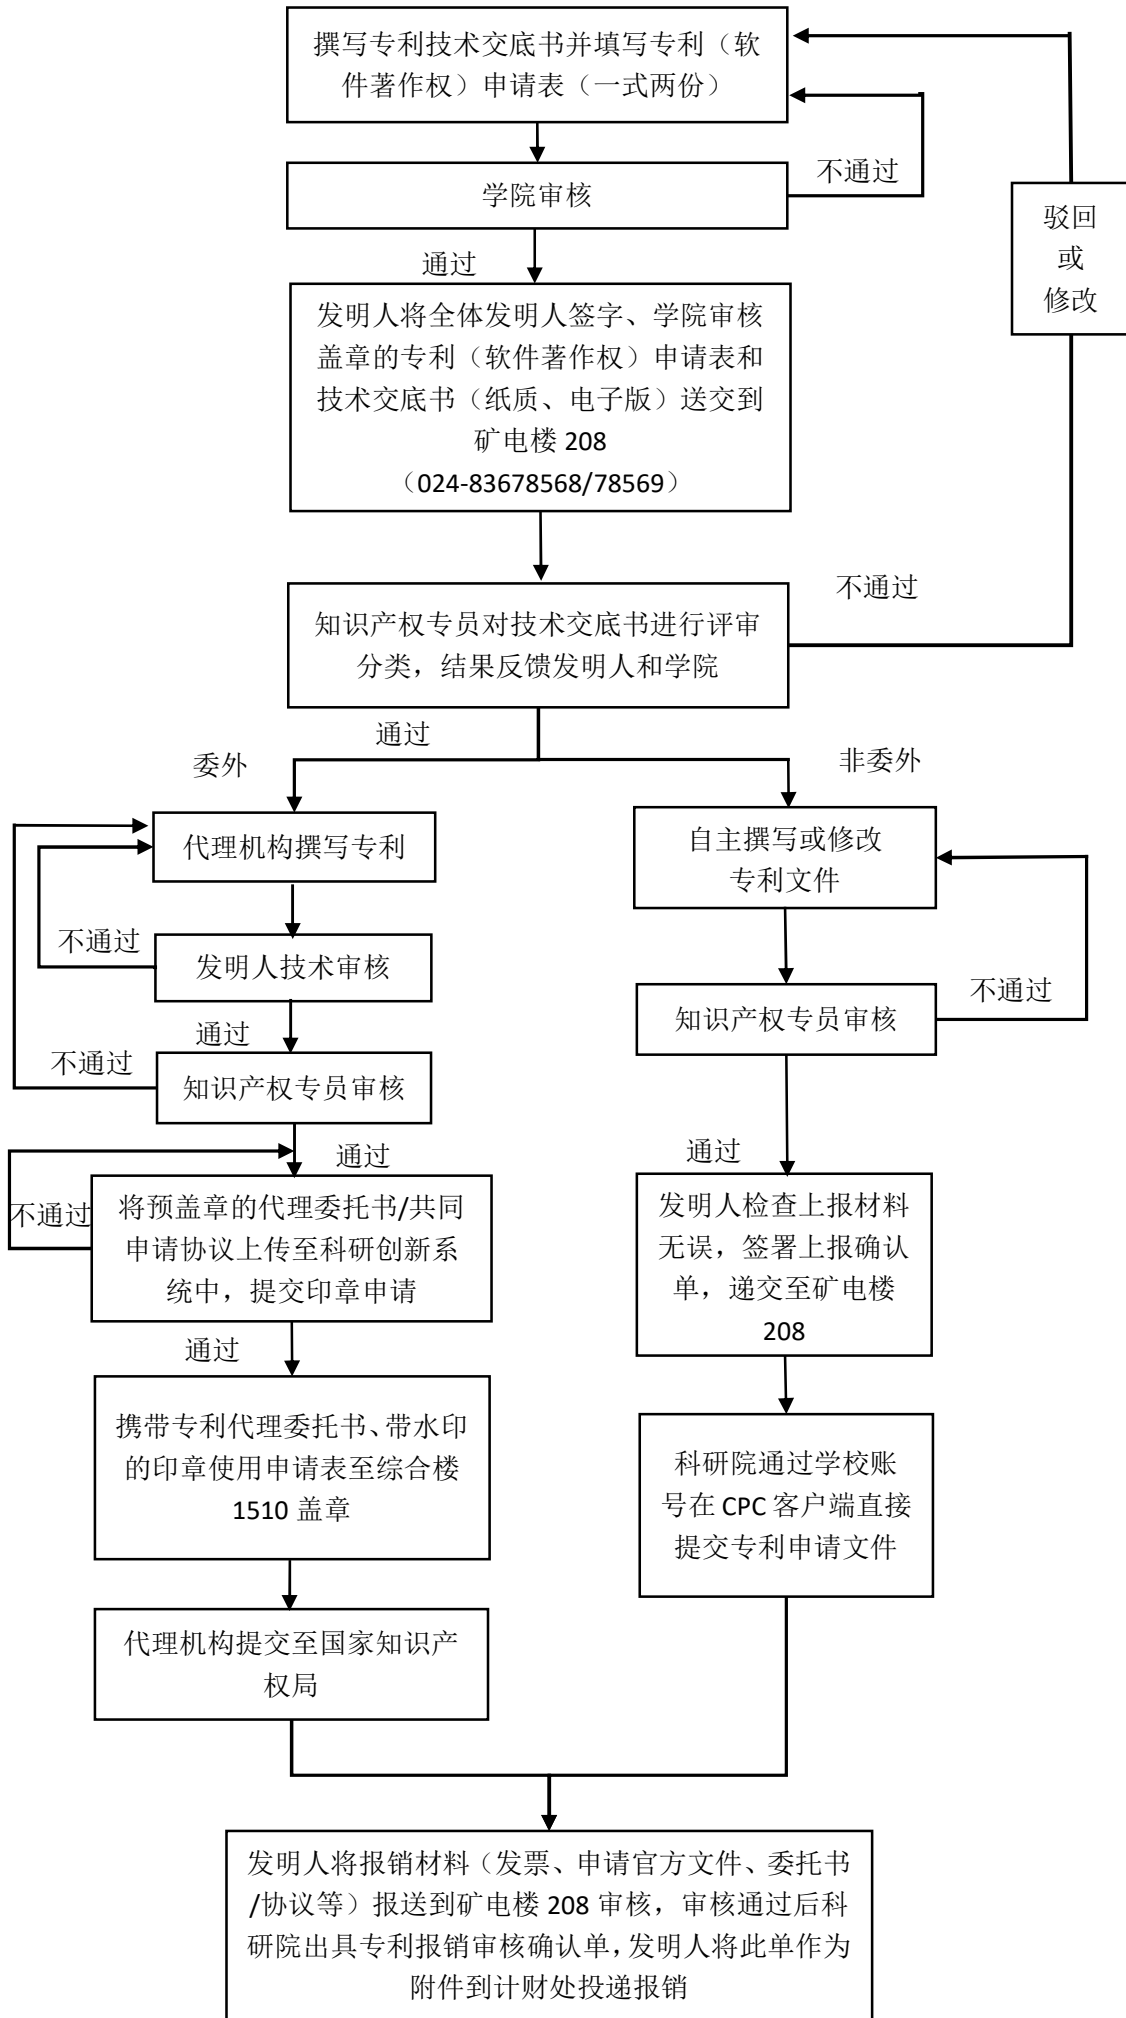 撰写专利技术交底书并填写专利（软
件著作权）申请表（一式两份）
不通过
学院审核
驳回
或
修改
通过
发明人将全体发明人签字、学院审核
盖章的专利（软件著作权）申请表和
技术交底书（纸质、电子版）送交到
矿电楼 208
（024-83678568/78569）
不通过
知识产权专员对技术交底书进行评审
分类，结果反馈发明人和学院
通过
委外
非委外
代理机构撰写专利
自主撰写或修改
专利文件
不通过
发明人技术审核
不通过
知识产权专员审核
通过
不通过
知识产权专员审核
通过
通过
不通过
将预盖章的代理委托书/共同
申请协议上传至科研创新系
统中，提交印章申请
发明人检查上报材料
无误，签署上报确认
单，递交至矿电楼
208
通过
携带专利代理委托书、带水印
的印章使用申请表至综合楼
1510 盖章
科研院通过学校账
号在 CPC 客户端直接
提交专利申请文件
代理机构提交至国家知识产
权局
发明人将报销材料（发票、申请官方文件、委托书
/协议等）报送到矿电楼 208 审核，审核通过后科
研院出具专利报销审核确认单，发明人将此单作为
附件到计财处投递报销